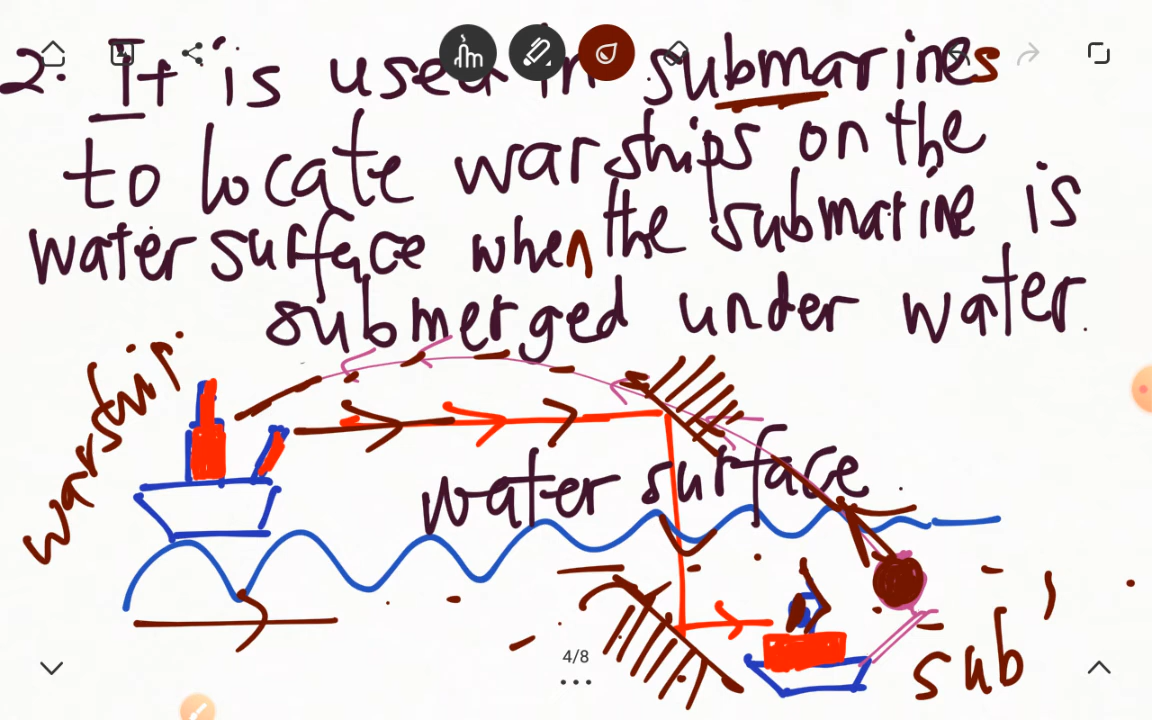 2. It is used in submarines
to locate warships on the
water surface when the submarine is
submerged under water.
warship
water surface
sub
4/8